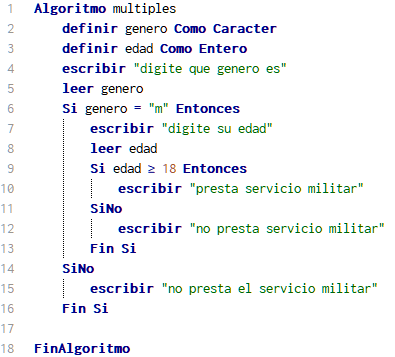 1 Algoritmo multiples
2 definir genero Como Caracter
3 definir edad Como Entero
4 escribir "digite que genero es"
5 leer genero
6 Si genero = "m" Entonces
7 escribir "digite su edad"
8 leer edad
9 Si edad ≥ 18 Entonces
10 escribir "presta servicio militar"
11 SiNo
12 escribir "no presta servicio militar"
13 Fin Si
14 SiNo
15 escribir "no presta el servicio militar"
16 Fin Si
17
18 FinAlgoritmo